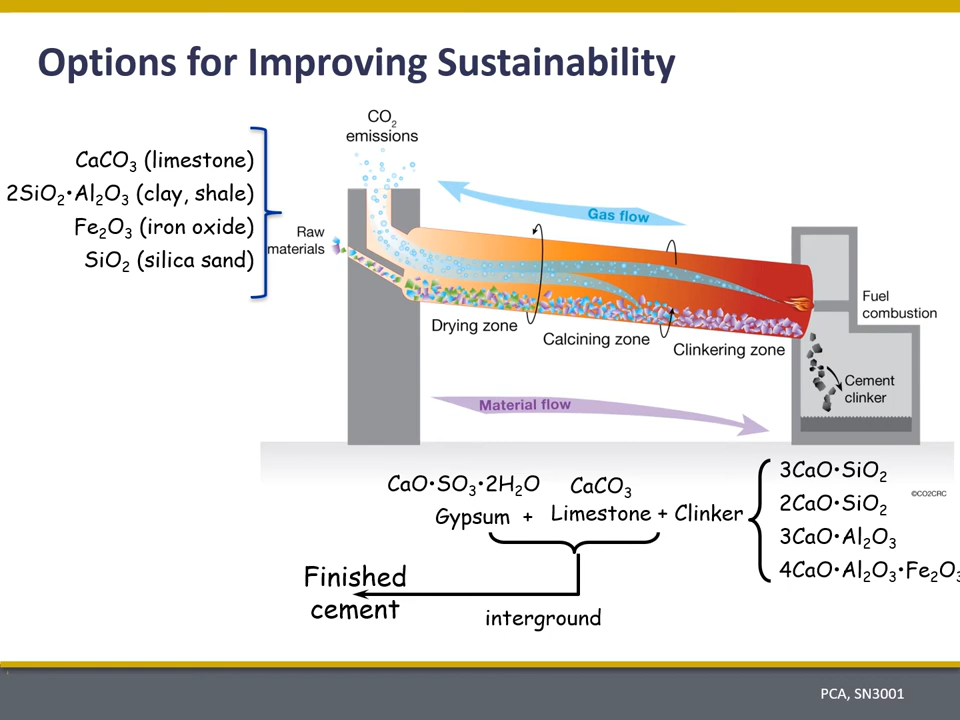 Options for Improving Sustainability
CO₂
emissions
CaCO₃ (limestone)
2SiO₂•Al₂O₃ (clay, shale)
Fe₂O₃ (iron oxide)
SiO₂ (silica sand)
Raw
materials
Gas flow
Fuel
combustion
Drying zone
Calcining zone
Clinkering zone
Cement
clinker
Material flow
©CO2CRC
CaO•SO₃•2H₂O
CaCO₃
Gypsum +
Limestone + Clinker
3CaO•SiO₂
2CaO•SiO₂
3CaO•Al₂O₃
4CaO•Al₂O₃•Fe₂O₃
Finished
cement
interground
PCA, SN3001